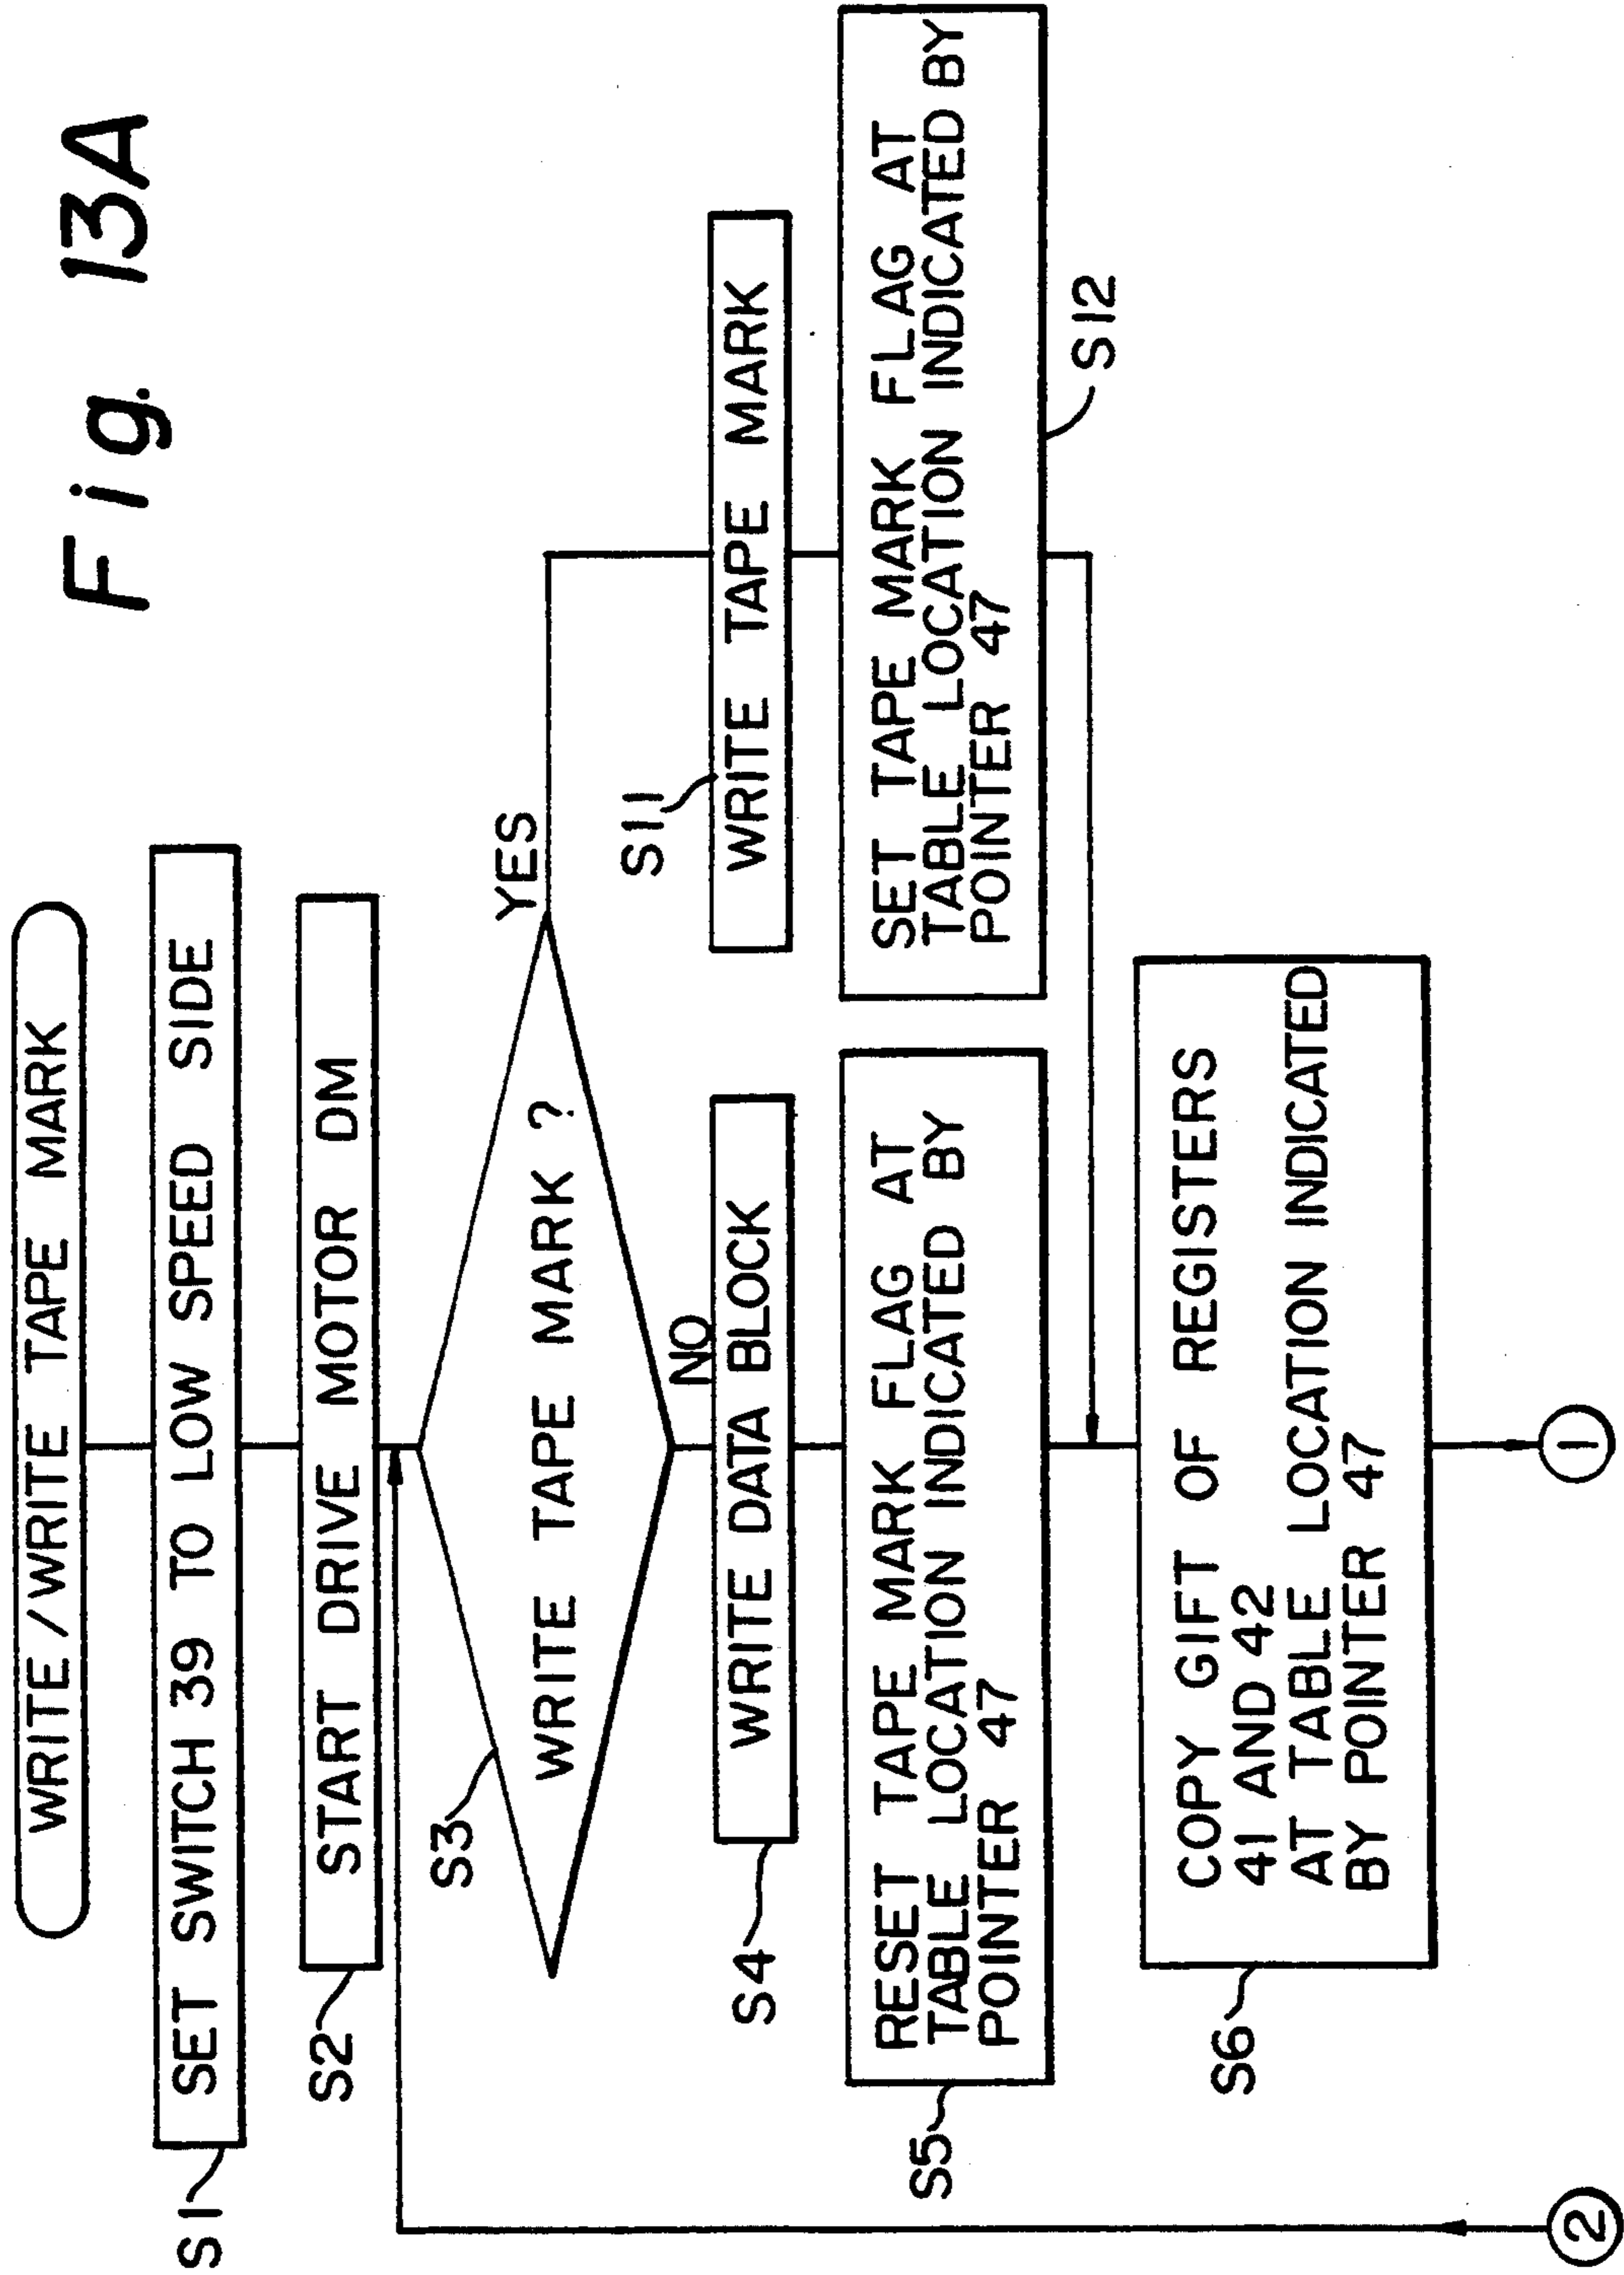 Fig. 13A
WRITE/WRITE TAPE MARK
S1
SET SWITCH 39 TO LOW SPEED SIDE
S2
START DRIVE MOTOR DM
S3
WRITE TAPE MARK ?
YES
NO
S4
WRITE DATA BLOCK
S11
WRITE TAPE MARK
S5
RESET TAPE MARK FLAG AT
TABLE LOCATION INDICATED BY
POINTER 47
SET TAPE MARK FLAG AT
TABLE LOCATION INDICATED BY
POINTER 47
S12
S6
COPY GIFT OF REGISTERS
41 AND 42
AT TABLE LOCATION INDICATED
BY POINTER 47
2
1